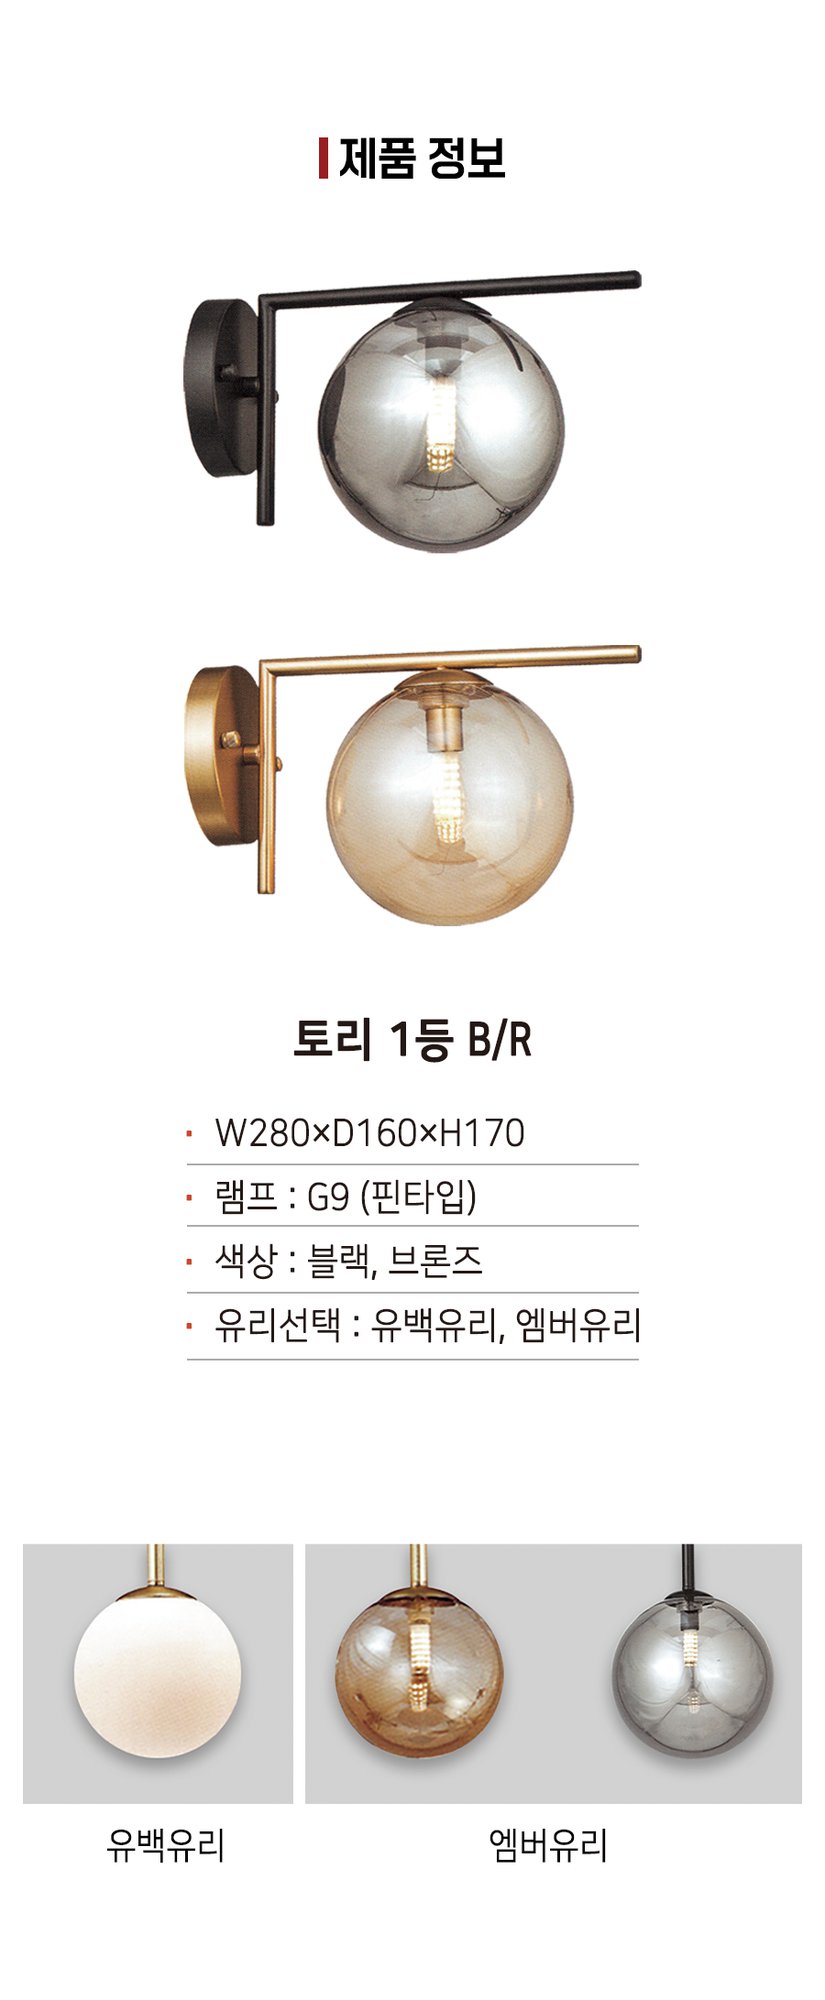 제품 정보
토리 1등 B/R
· W280×D160×H170
· 램프 : G9 (핀타입)
· 색상 : 블랙, 브론즈
· 유리선택 : 유백유리, 엠버유리
유백유리
엠버유리